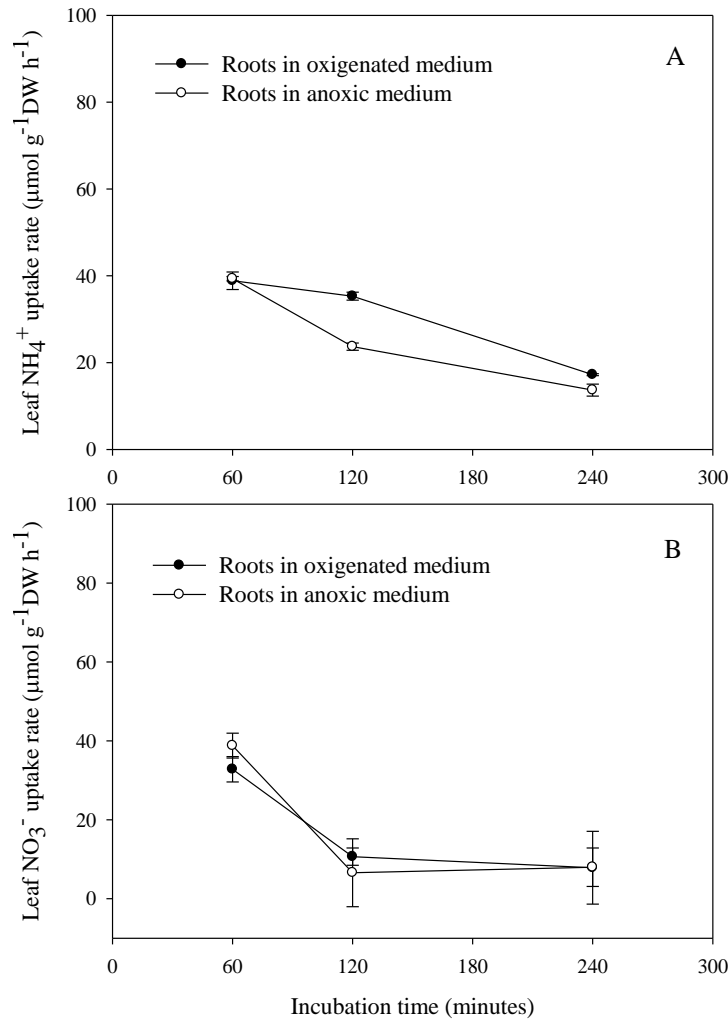 100
80
60
40
20
0
Leaf NH4+ uptake rate (μmol g-1DW h-1)
A
Roots in oxigenated medium
Roots in anoxic medium
0 60 120 180 240 300
100
80
60
40
20
0
Leaf NO3- uptake rate (μmol g-1DW h-1)
B
Roots in oxigenated medium
Roots in anoxic medium
0 60 120 180 240 300
Incubation time (minutes)